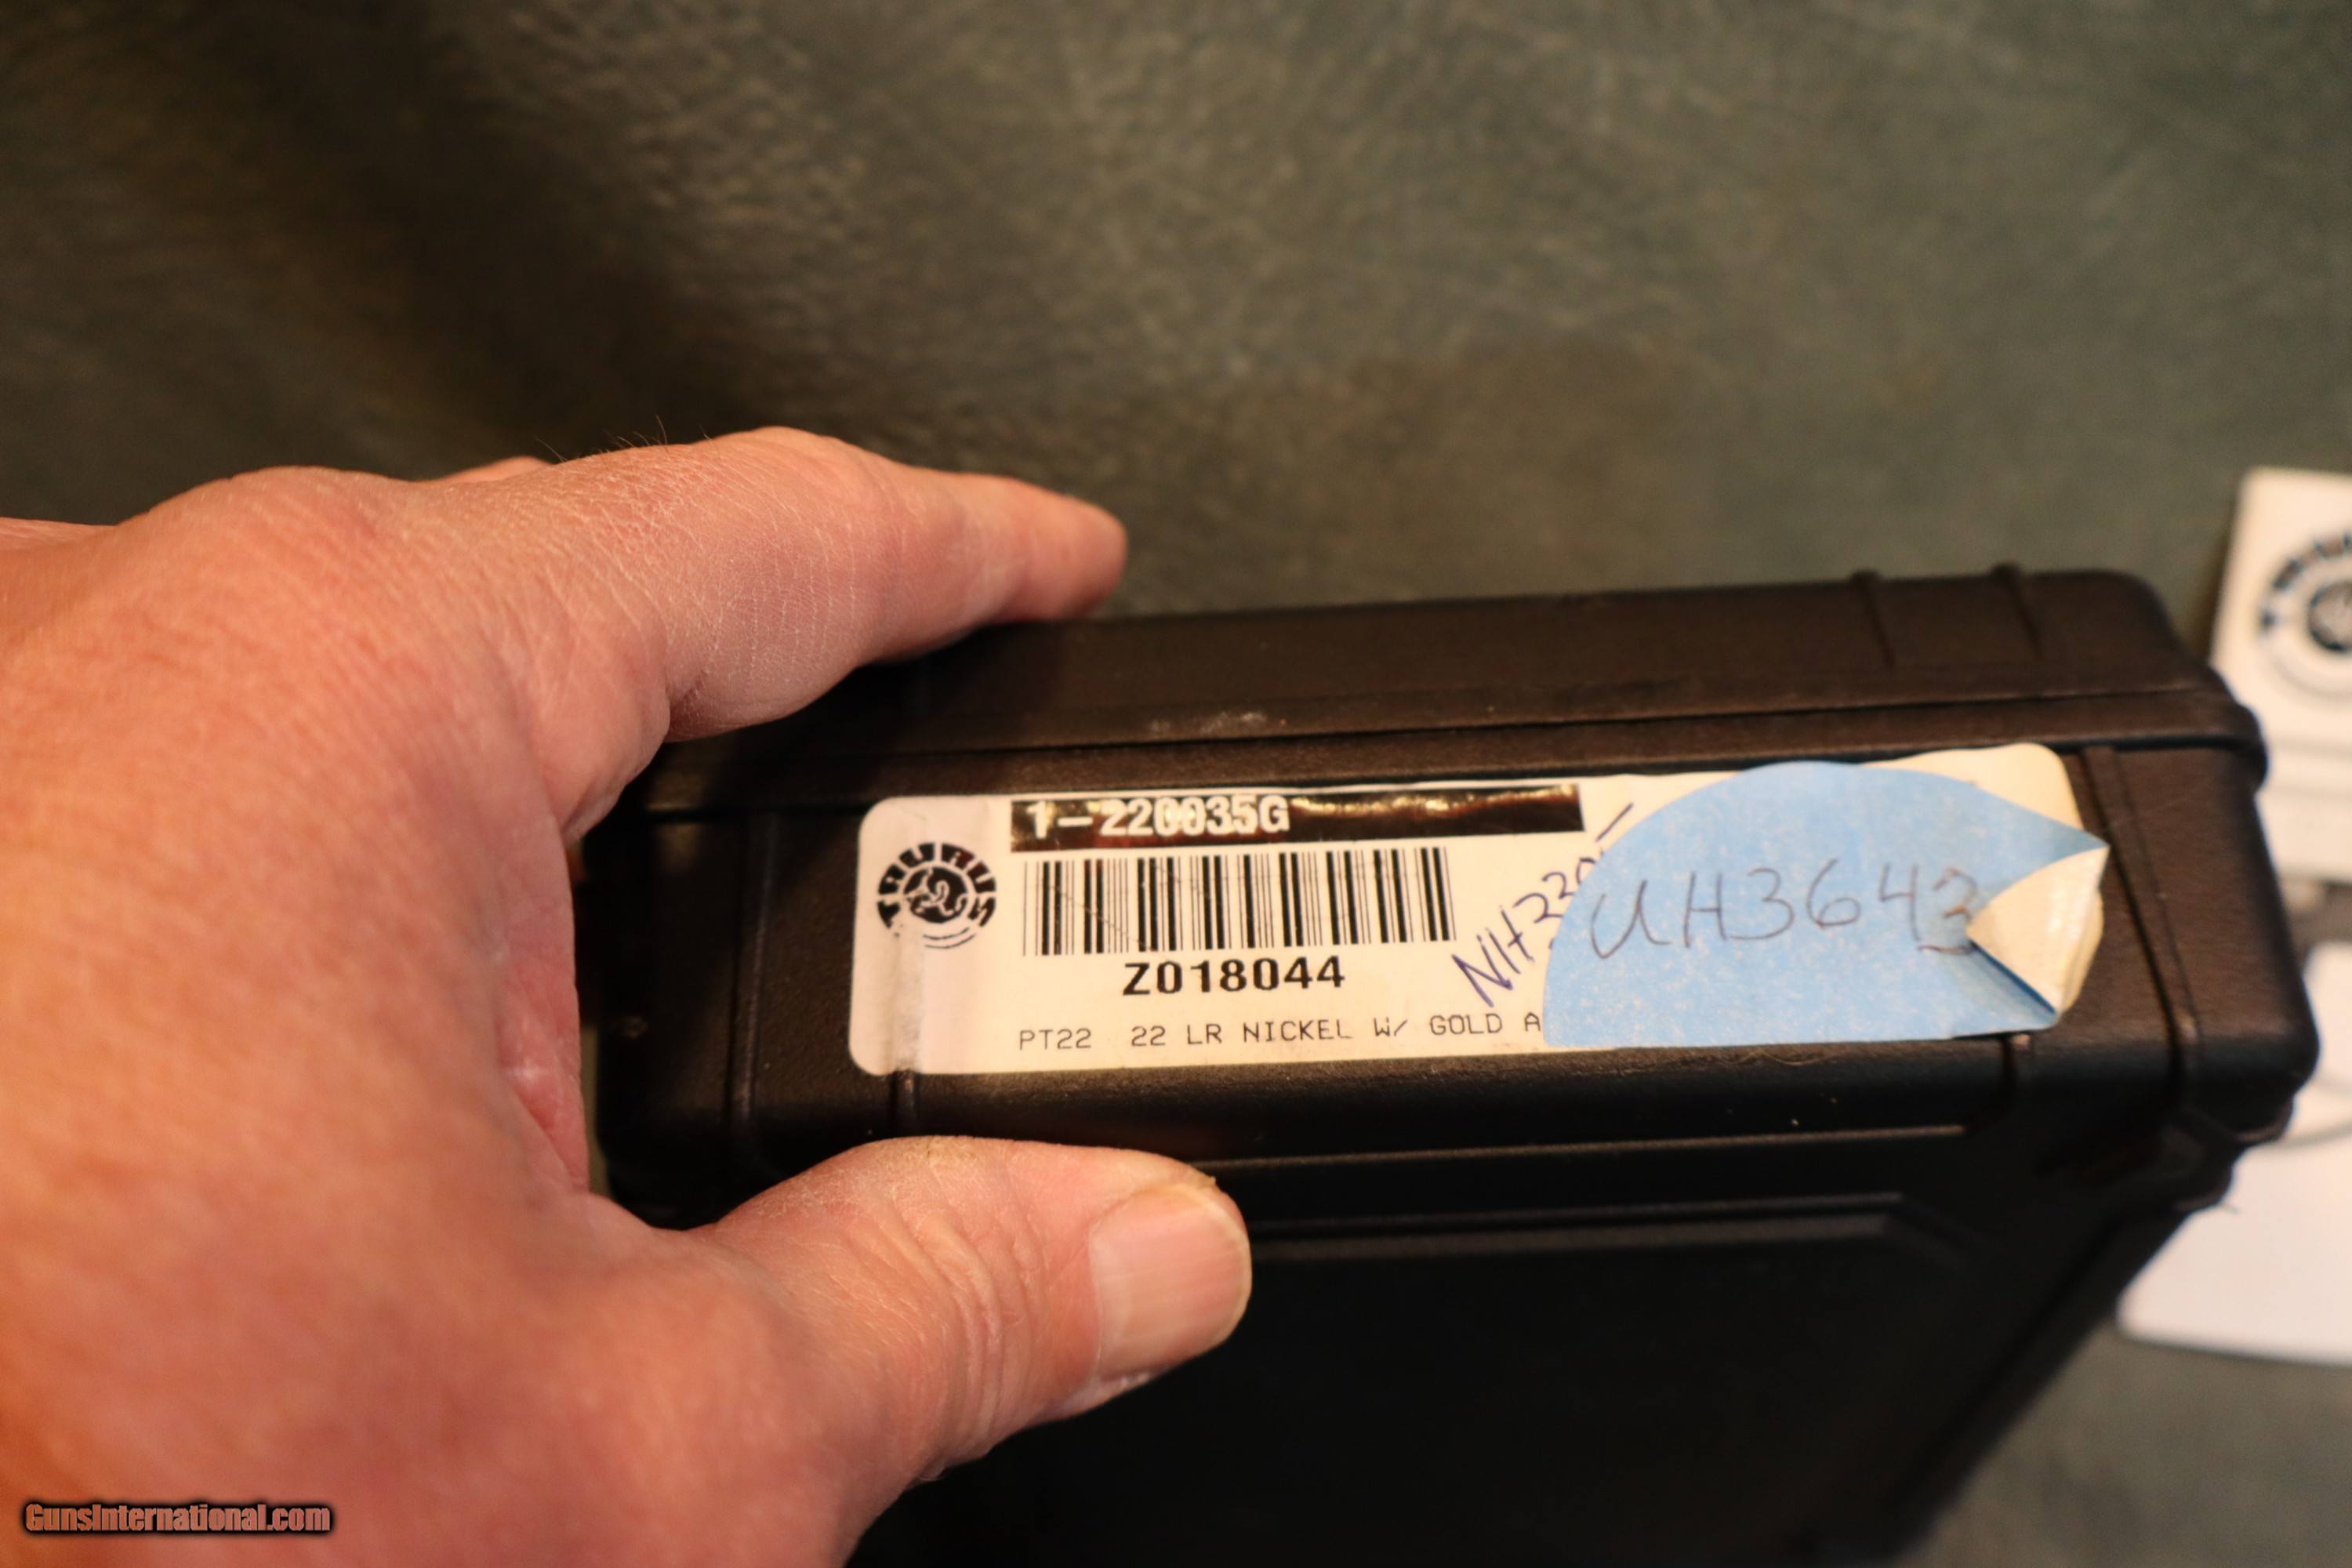 1-220035G
TAURUS
Z018044
NH330-
UH3643
PT22 22 LR NICKEL W/ GOLD A
GunsInternational.com